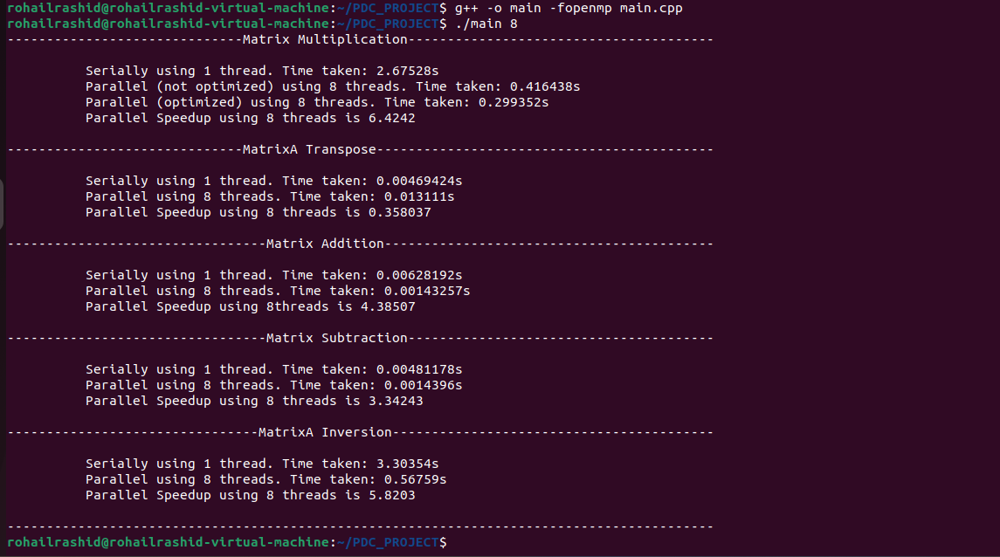 rohailrashid@rohailrashid-virtual-machine:~/PDC_PROJECT$ g++ -o main -fopenmp main.cpp
rohailrashid@rohailrashid-virtual-machine:~/PDC_PROJECT$ ./main 8
------------------------------Matrix Multiplication---------------------------------------
Serially using 1 thread. Time taken: 2.67528s
Parallel (not optimized) using 8 threads. Time taken: 0.416438s
Parallel (optimized) using 8 threads. Time taken: 0.299352s
Parallel Speedup using 8 threads is 6.4242
------------------------------MatrixA Transpose-------------------------------------------
Serially using 1 thread. Time taken: 0.00469424s
Parallel using 8 threads. Time taken: 0.013111s
Parallel Speedup using 8 threads is 0.358037
---------------------------------Matrix Addition------------------------------------------
Serially using 1 thread. Time taken: 0.00628192s
Parallel using 8 threads. Time taken: 0.00143257s
Parallel Speedup using 8threads is 4.38507
---------------------------------Matrix Subtraction---------------------------------------
Serially using 1 thread. Time taken: 0.00481178s
Parallel using 8 threads. Time taken: 0.0014396s
Parallel Speedup using 8 threads is 3.34243
--------------------------------MatrixA Inversion-----------------------------------------
Serially using 1 thread. Time taken: 3.30354s
Parallel using 8 threads. Time taken: 0.56759s
Parallel Speedup using 8 threads is 5.8203
------------------------------------------------------------------------------------------
rohailrashid@rohailrashid-virtual-machine:~/PDC_PROJECT$